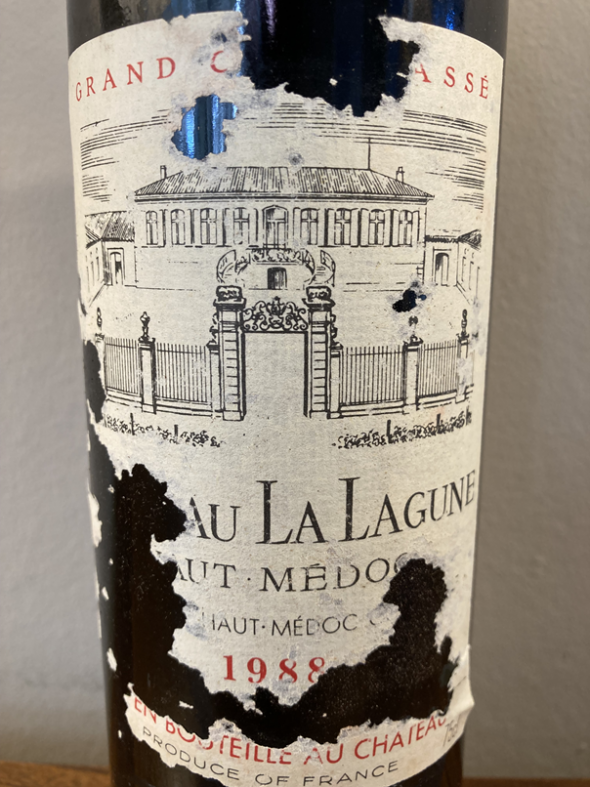 GRAND C ASSÉ
AU LA LAGUNE
AUT·MÉDOC
HAUT·MÉDOC C
1988
EN BOUTEILLE AU CHATEAU
PRODUCE OF FRANCE